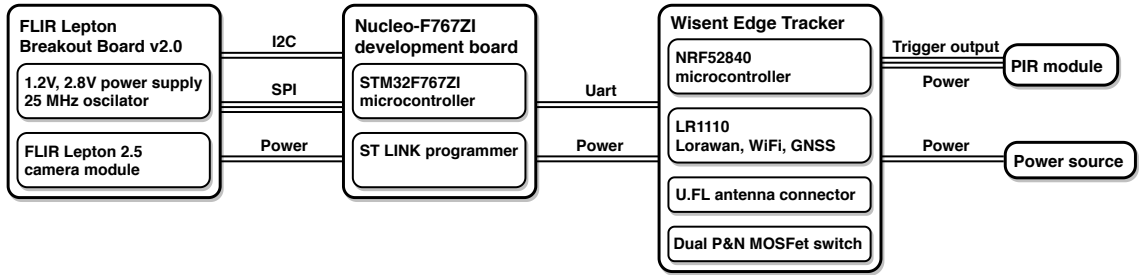 FLIR Lepton
Breakout Board v2.0
1.2V, 2.8V power supply
25 MHz oscilator
FLIR Lepton 2.5
camera module
I2C
SPI
Power
Nucleo-F767ZI
development board
STM32F767ZI
microcontroller
ST LINK programmer
Uart
Power
Wisent Edge Tracker
NRF52840
microcontroller
LR1110
Lorawan, WiFi, GNSS
U.FL antenna connector
Dual P&N MOSFet switch
Trigger output
Power
Power
PIR module
Power source